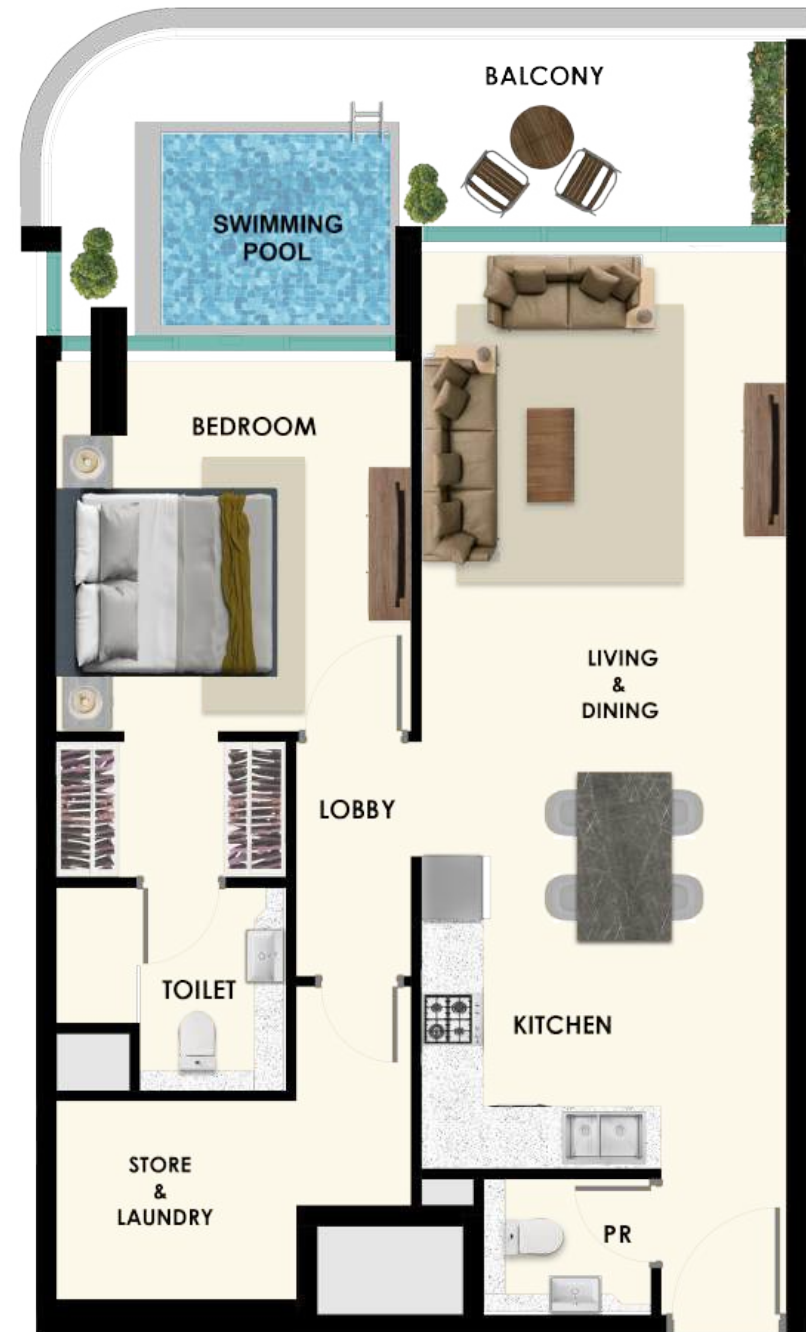 BALCONY
SWIMMING
POOL
BEDROOM
LIVING
&
DINING
LOBBY
TOILET
KITCHEN
STORE
&
LAUNDRY
PR